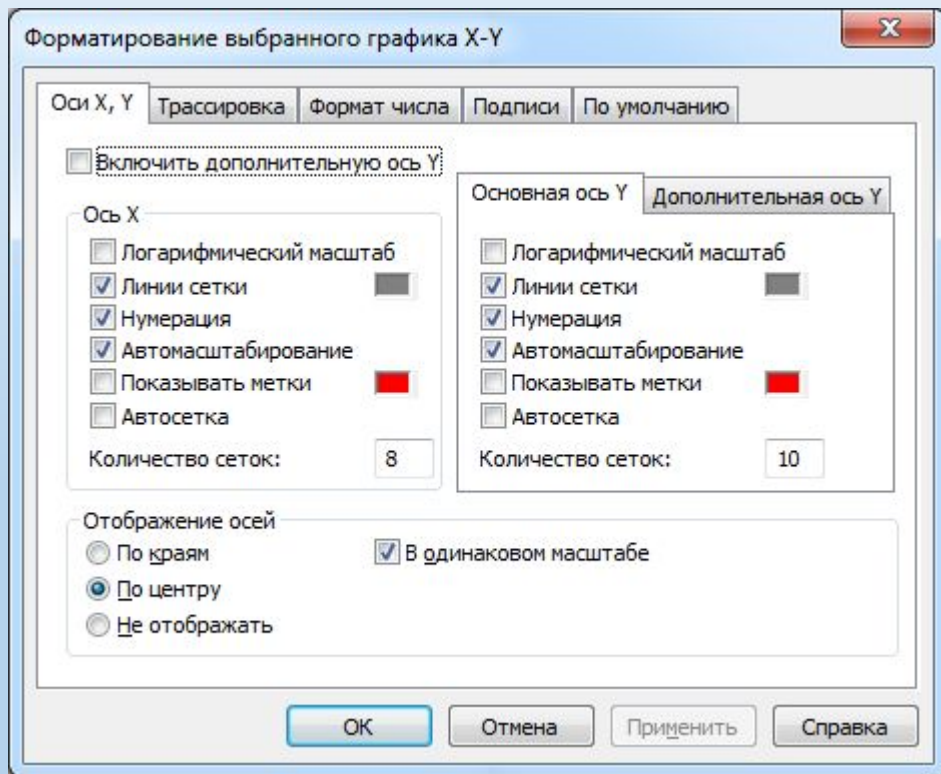 Форматирование выбранного графика X-Y
Оси X, Y Трассировка Формат числа Подписи По умолчанию
Включить дополнительную ось Y
Ось X
Логарифмический масштаб
Линии сетки
Нумерация
Автомасштабирование
Показывать метки
Автосетка
Количество сеток: 8
Основная ось Y Дополнительная ось Y
Логарифмический масштаб
Линии сетки
Нумерация
Автомасштабирование
Показывать метки
Автосетка
Количество сеток: 10
Отображение осей
По краям
В одинаковом масштабе
По центру
Не отображать
OK Отмена Применить Справка